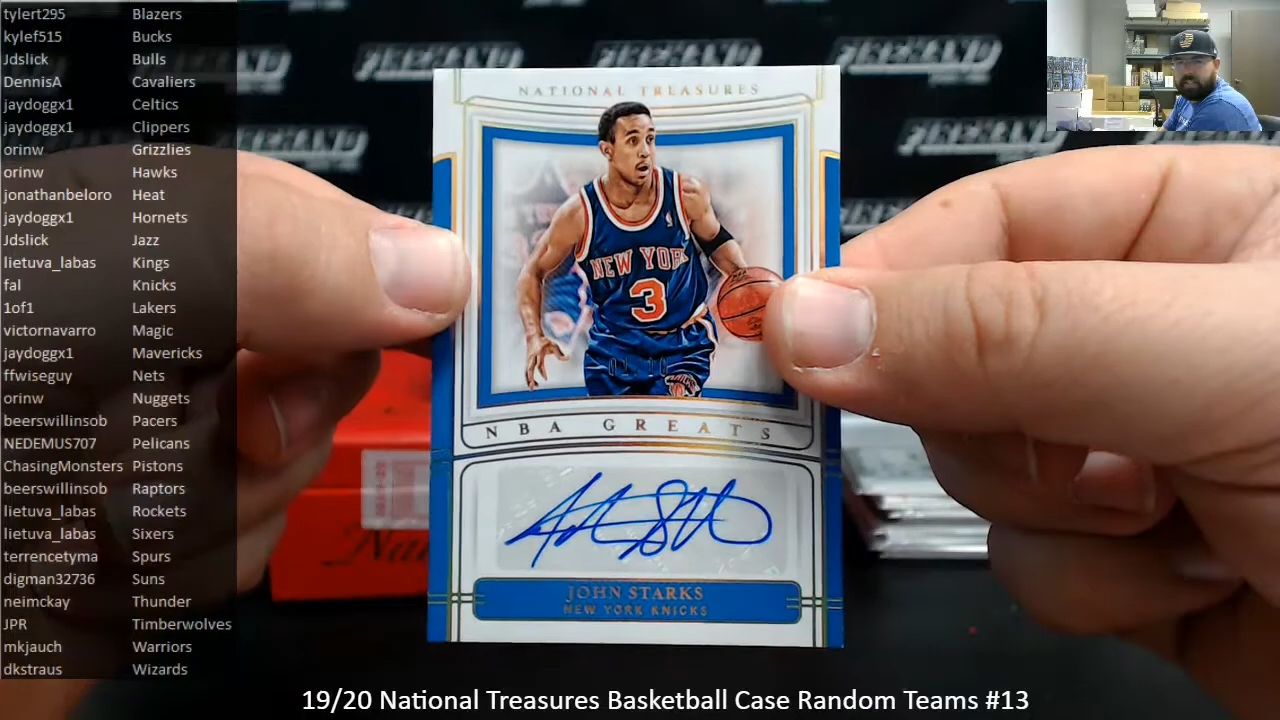 tylert295 Blazers
kylef515 Bucks
Jdslick Bulls
DennisA Cavaliers
jaydoggx1 Celtics
jaydoggx1 Clippers
orinw Grizzlies
orinw Hawks
jonathanbeloro Heat
jaydoggx1 Hornets
Jdslick Jazz
lietuva_labas Kings
fal Knicks
1of1 Lakers
victornavarro Magic
jaydoggx1 Mavericks
ffwiseguy Nets
orinw Nuggets
beerswillinsob Pacers
NEDEMUS707 Pelicans
ChasingMonsters Pistons
beerswillinsob Raptors
lietuva_labas Rockets
lietuva_labas Sixers
terrencetyma Spurs
digman32736 Suns
neimckay Thunder
JPR Timberwolves
mkjauch Warriors
dkstraus Wizards
NATIONAL TREASURES
NEW YORK
3
NBA GREATS
JOHN STARKS
NEW YORK KNICKS
19/20 National Treasures Basketball Case Random Teams #13